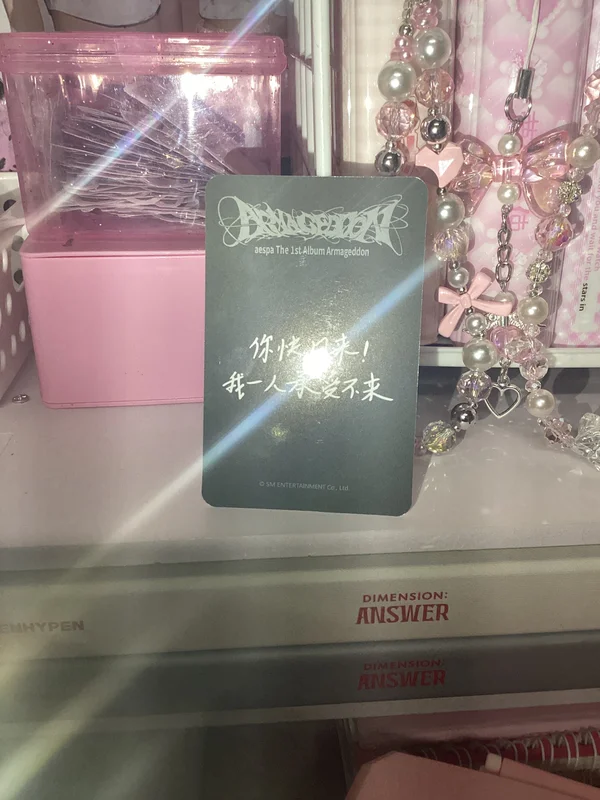 ARMAGEDDON
aespa The 1st Album Armageddon
你快回来!
我一人承受不来
© SM ENTERTAINMENT Co., Ltd.
stars in
ENHYPEN
DIMENSION:
ANSWER
DIMENSION:
ANSWER